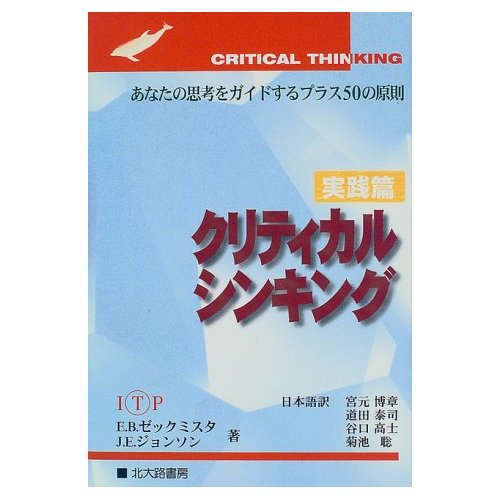 CRITICAL THINKING
あなたの思考をガイドするプラス50の原則
実践篇
クリティカル
シンキング
ITP
E.B.ゼックミスタ
J.E.ジョンソン
著
日本語訳 宮元 博章
道田 泰司
谷口 高士
菊池 聡
■ 北大路書房